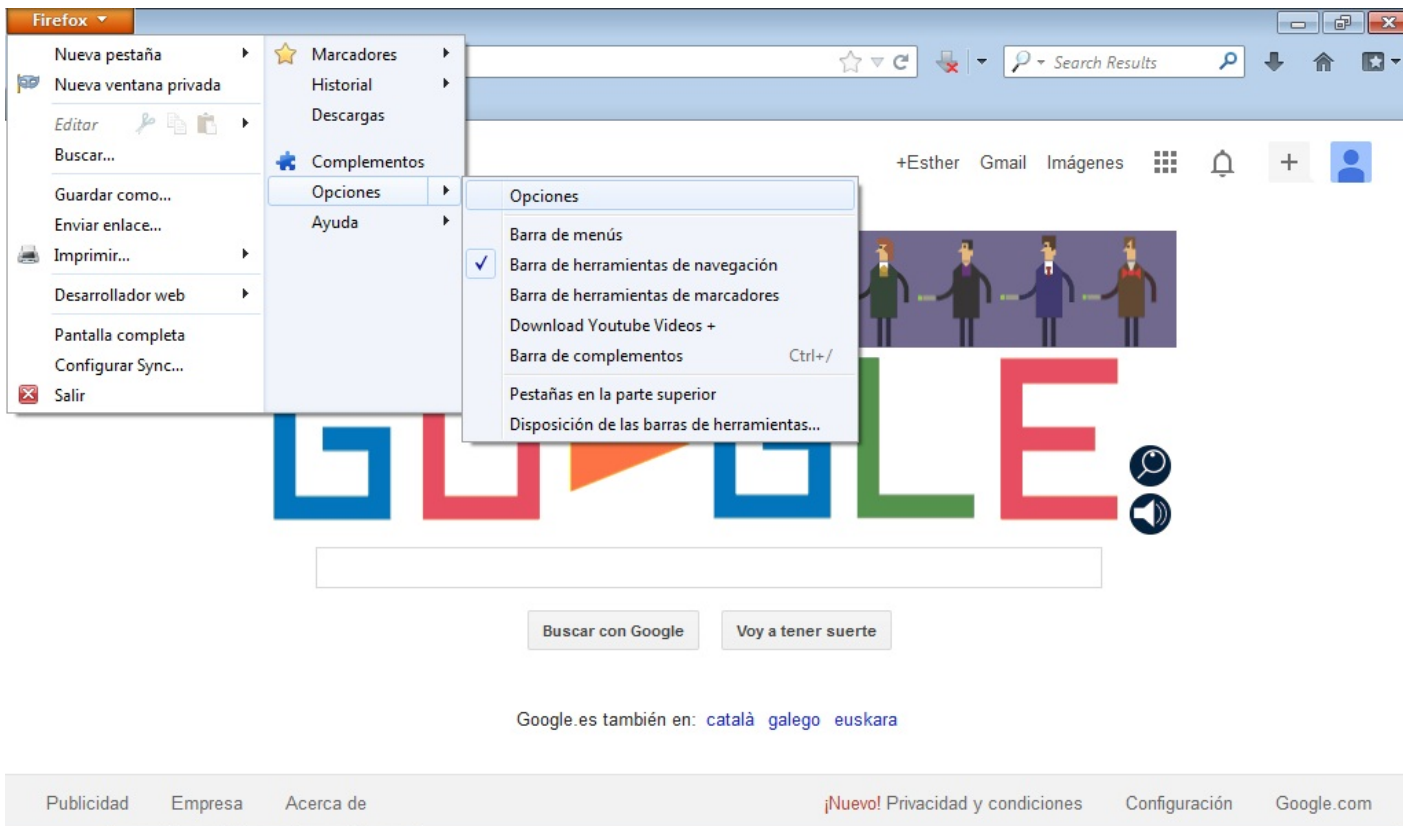 Firefox
Nueva pestaña
Nueva ventana privada
Editar
Buscar...
Guardar como...
Enviar enlace...
Imprimir...
Desarrollador web
Pantalla completa
Configurar Sync...
Salir
Marcadores
Historial
Descargas
Complementos
Opciones
Ayuda
Opciones
Barra de menús
Barra de herramientas de navegación
Barra de herramientas de marcadores
Download Youtube Videos +
Barra de complementos Ctrl+/
Pestañas en la parte superior
Disposición de las barras de herramientas...
Search Results
+Esther Gmail Imágenes
GOOGLE
Buscar con Google Voy a tener suerte
Google.es también en: català galego euskara
Publicidad Empresa Acerca de ¡Nuevo! Privacidad y condiciones Configuración Google.com